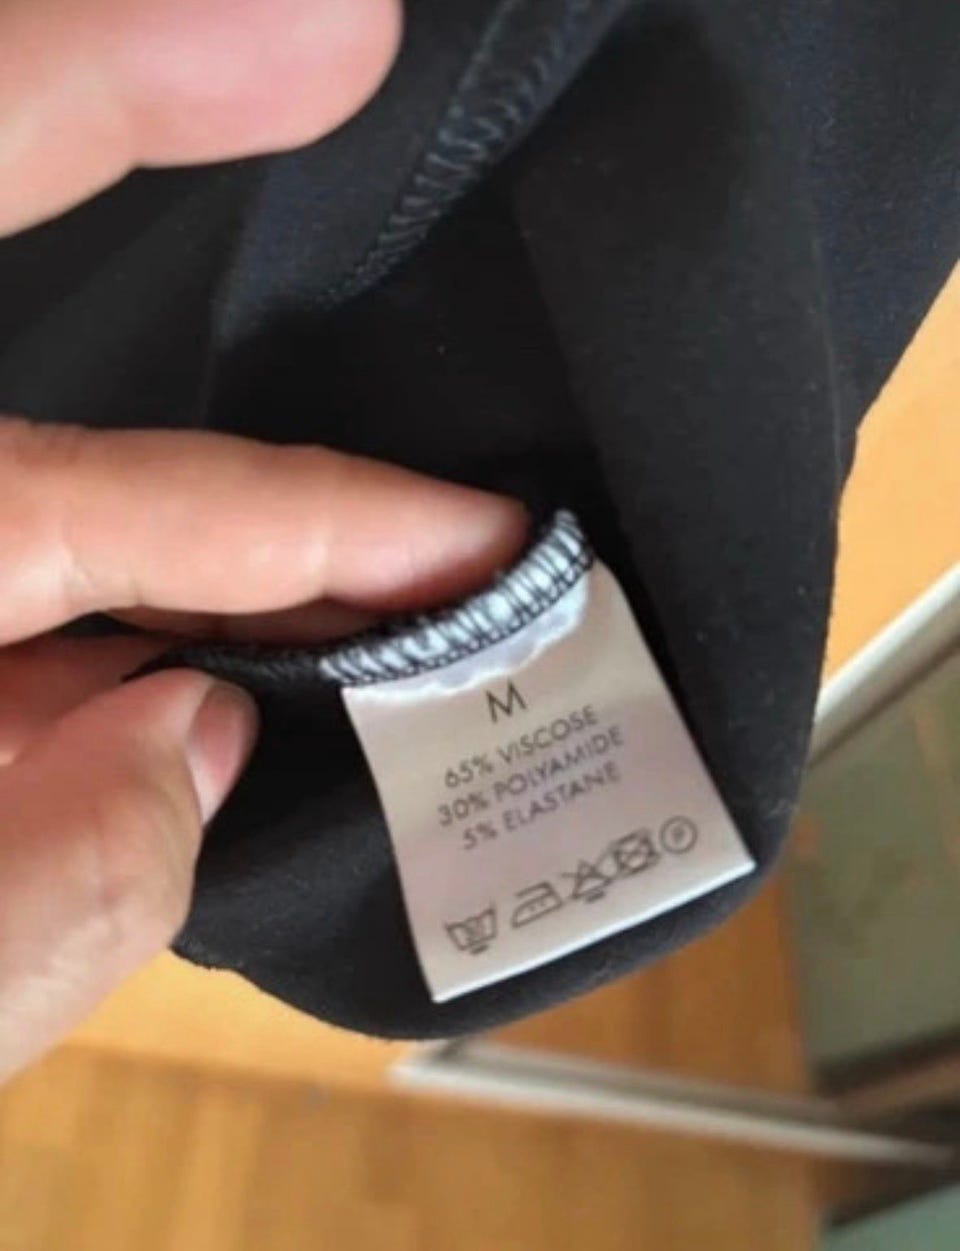 M
65% VISCOSE
30% POLYAMIDE
5% ELASTANE